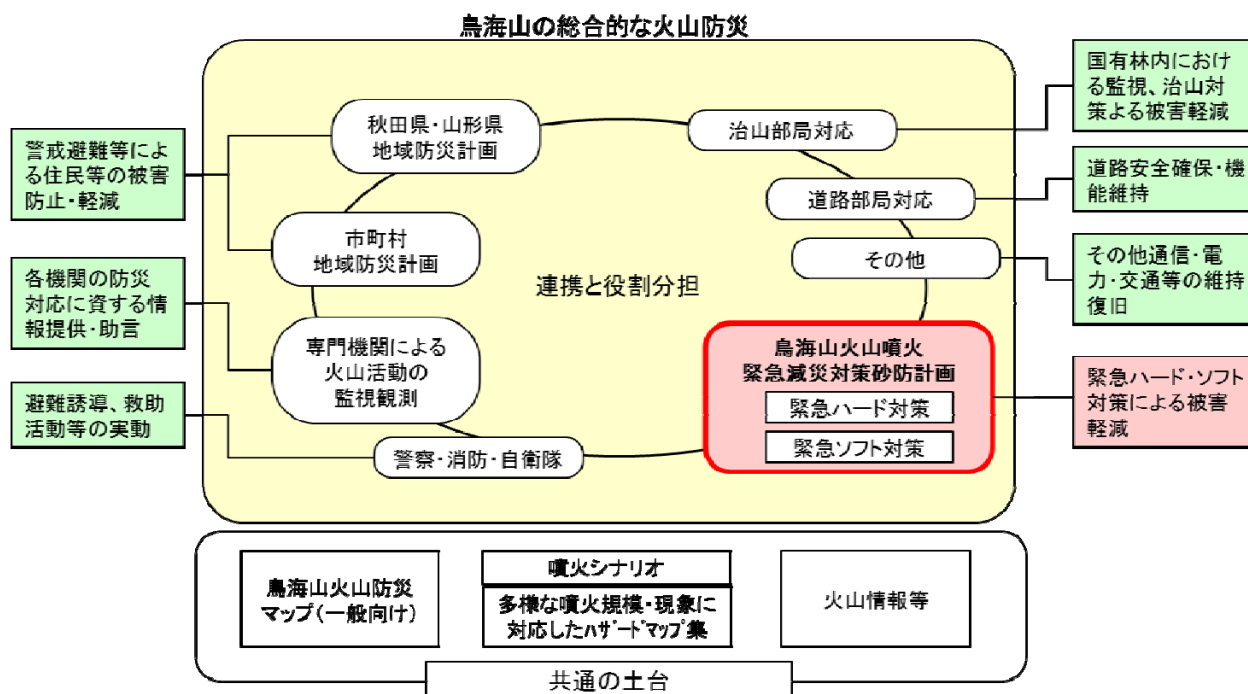 鳥海山の総合的な火山防災
警戒避難等によ
る住民等の被害
防止・軽減
各機関の防災
対応に資する情
報提供・助言
避難誘導、救助
活動等の実動
秋田県・山形県
地域防災計画
市町村
地域防災計画
専門機関による
火山活動の
監視観測
警察・消防・自衛隊
連携と役割分担
治山部局対応
道路部局対応
その他
鳥海山火山噴火
緊急減災対策砂防計画
緊急ハード対策
緊急ソフト対策
国有林内におけ
る監視、治山対
策よる被害軽減
道路安全確保・機
能維持
その他通信・電
力・交通等の維持
復旧
緊急ハード・ソフト
対策による被害
軽減
鳥海山火山防災
マップ(一般向け)
噴火シナリオ
多様な噴火規模・現象に
対応したハザードマップ集
火山情報等
共通の土台